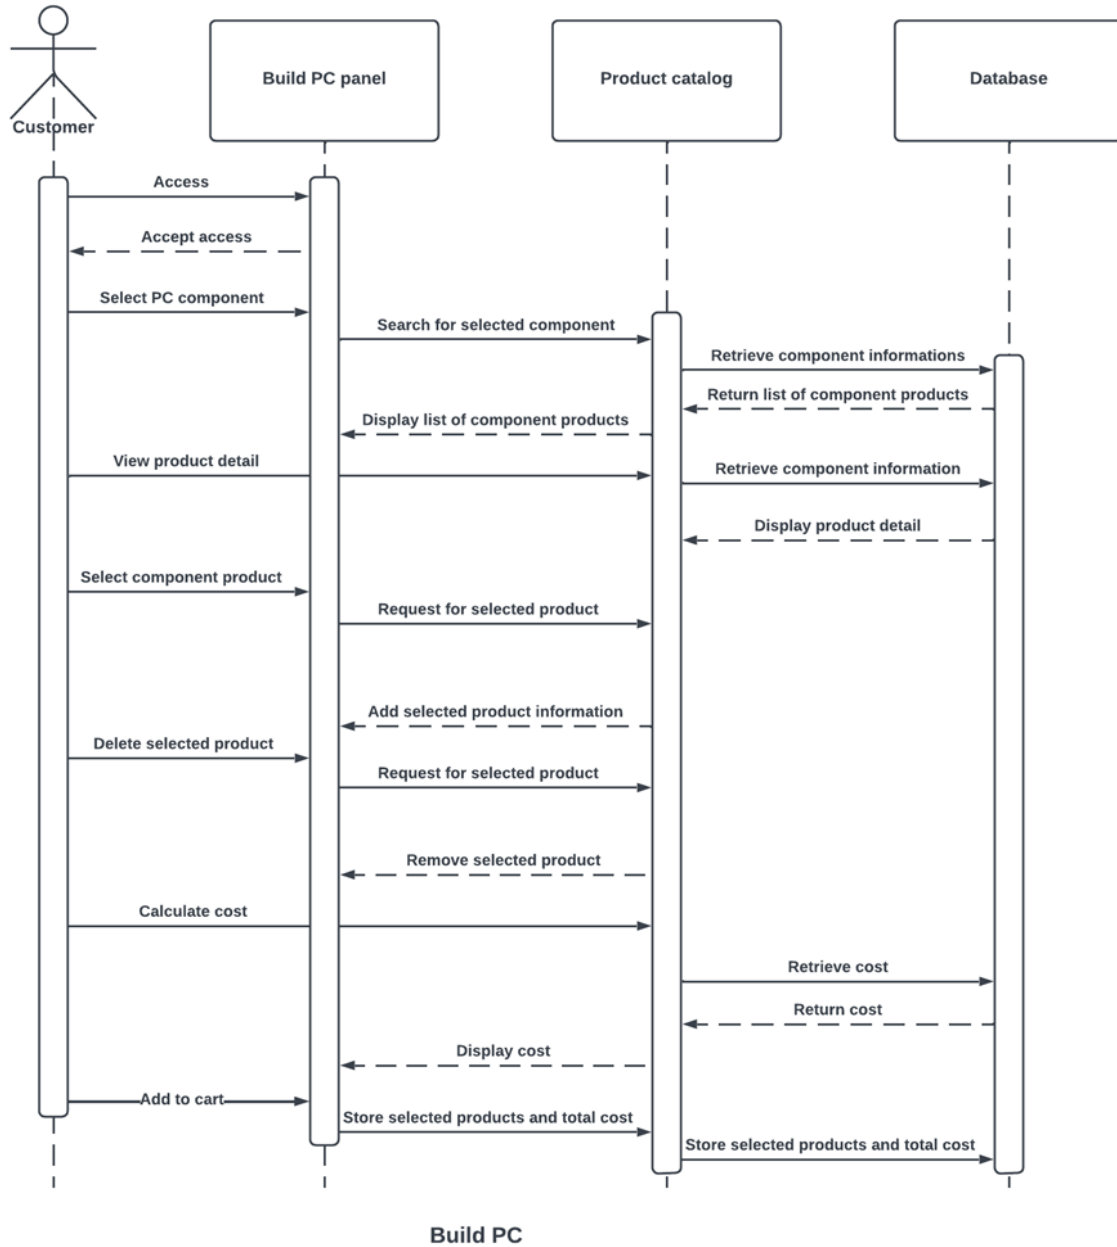 Customer
Build PC panel
Product catalog
Database
Access
Accept access
Select PC component
Search for selected component
Retrieve component informations
Return list of component products
Display list of component products
View product detail
Retrieve component information
Display product detail
Select component product
Request for selected product
Add selected product information
Delete selected product
Request for selected product
Remove selected product
Calculate cost
Retrieve cost
Return cost
Display cost
Add to cart
Store selected products and total cost
Store selected products and total cost
Build PC